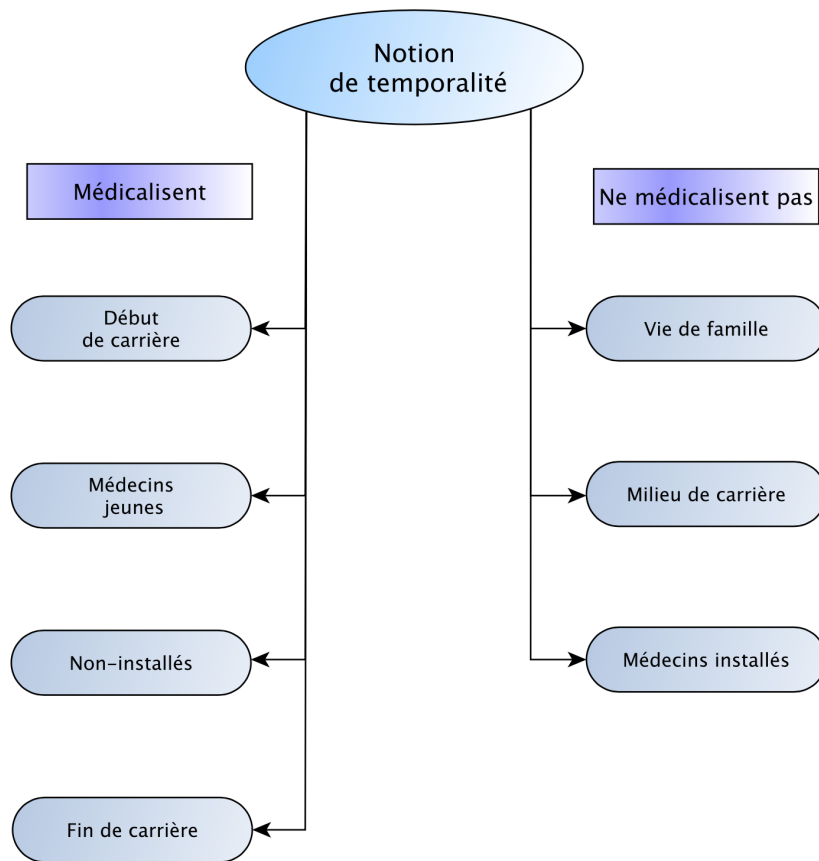 Notion
de temporalité
Médicalisent
Ne médicalisent pas
Début
de carrière
Vie de famille
Médecins
jeunes
Milieu de carrière
Non-installés
Médecins installés
Fin de carrière